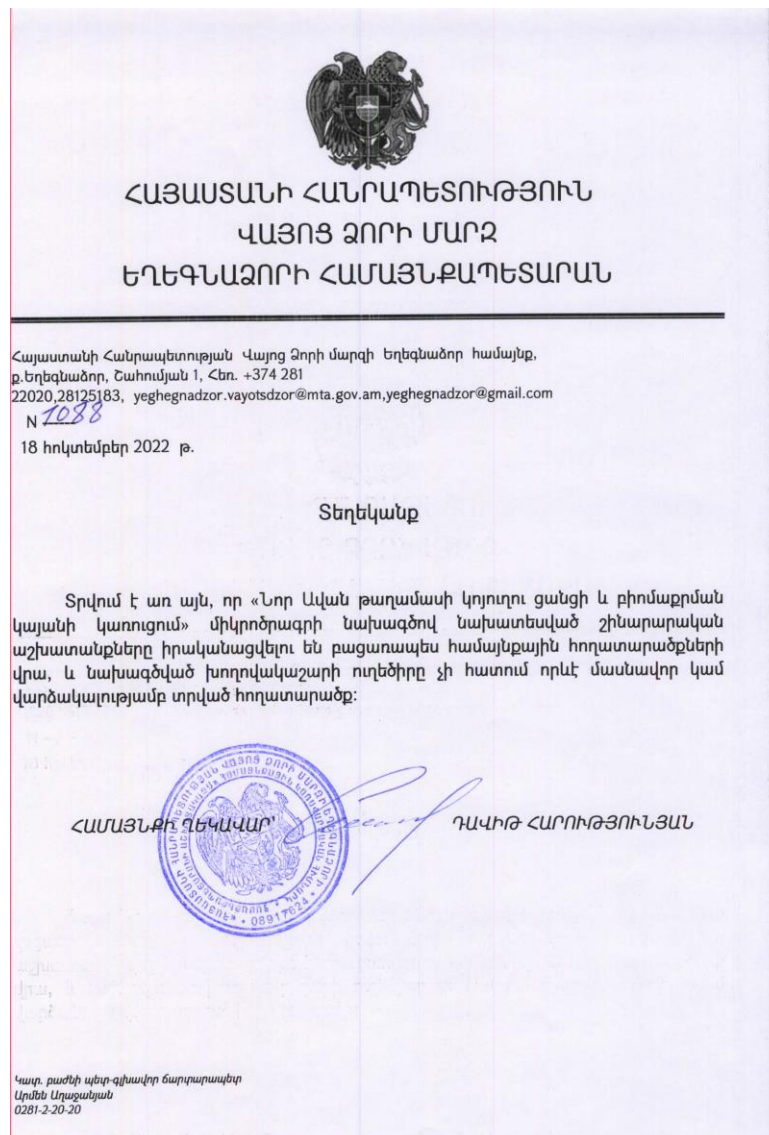 ՀԱՅԱՍՏԱՆԻ ՀԱՆՐԱՊԵՏՈՒԹՅՈՒՆ
ՎԱՅՈՑ ՁՈՐԻ ՄԱՐԶ
ԵՂԵԳՆԱՁՈՐԻ ՀԱՄԱՅՆՔԱՊԵՏԱՐԱՆ
Հայաստանի Հանրապետության Վայոց Ձորի մարզի Եղեգնաձոր համայնք,
ք.Եղեգնաձոր, Շահումյան 1, Հեռ. +374 281
22020,28125183, yeghegnadzor.vayotsdzor@mta.gov.am,yeghegnadzor@gmail.com
N 1088
18 հոկտեմբեր 2022 թ.
Տեղեկանք
Տրվում է առ այն, որ «Նոր Ավան թաղամասի կոյուղու ցանցի և բիոմաքրման
կայանի կառուցում» միկրոծրագրի նախագծով նախատեսված շինարարական
աշխատանքները իրականացվելու են բացառապես համայնքային հողատարածքների
վրա, և նախագծված խողովակաշարի ուղեծիրը չի հատում որևէ մասնավոր կամ
վարձակալությամբ տրված հողատարածք:
ՀԱՄԱՅՆՔԻ ՂԵԿԱՎԱՐ՝ ԴԱՎԻԹ ՀԱՐՈՒԹՅՈՒՆՅԱՆ
08917624
Կատ. բաժնի պետ-գլխավոր ճարտարապետ
Արմեն Աղաջանյան
0281-2-20-20